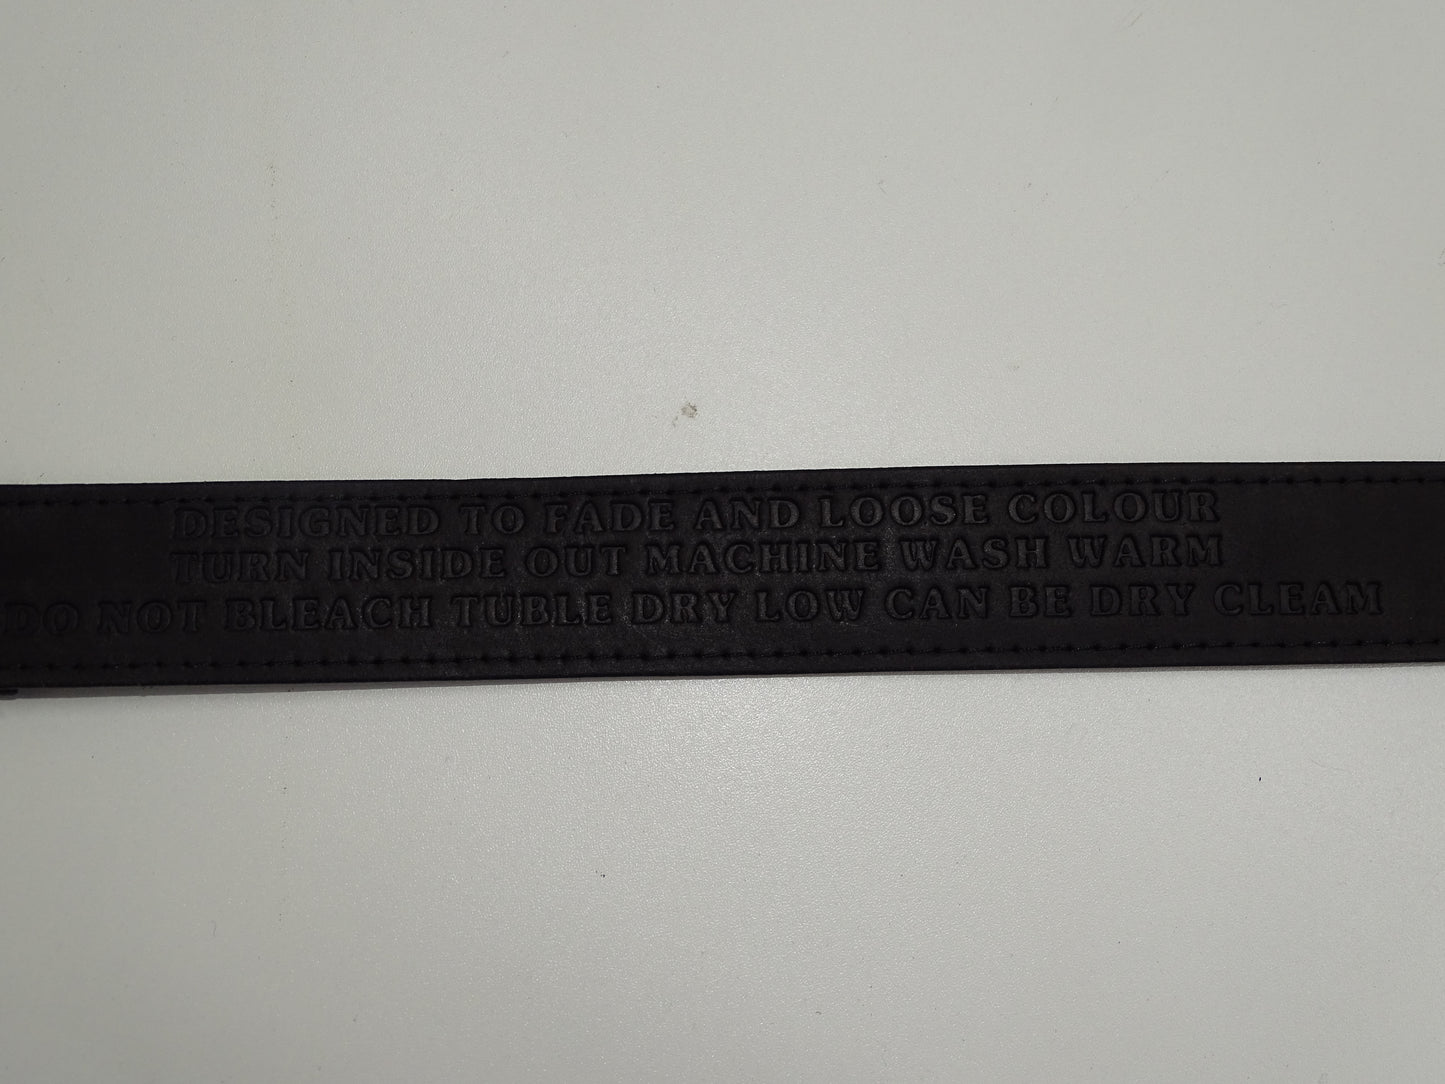 DESIGNED TO FADE AND LOOSE COLOUR
TURN INSIDE OUT MACHINE WASH WARM
DO NOT BLEACH TUBLE DRY LOW CAN BE DRY CLEAM